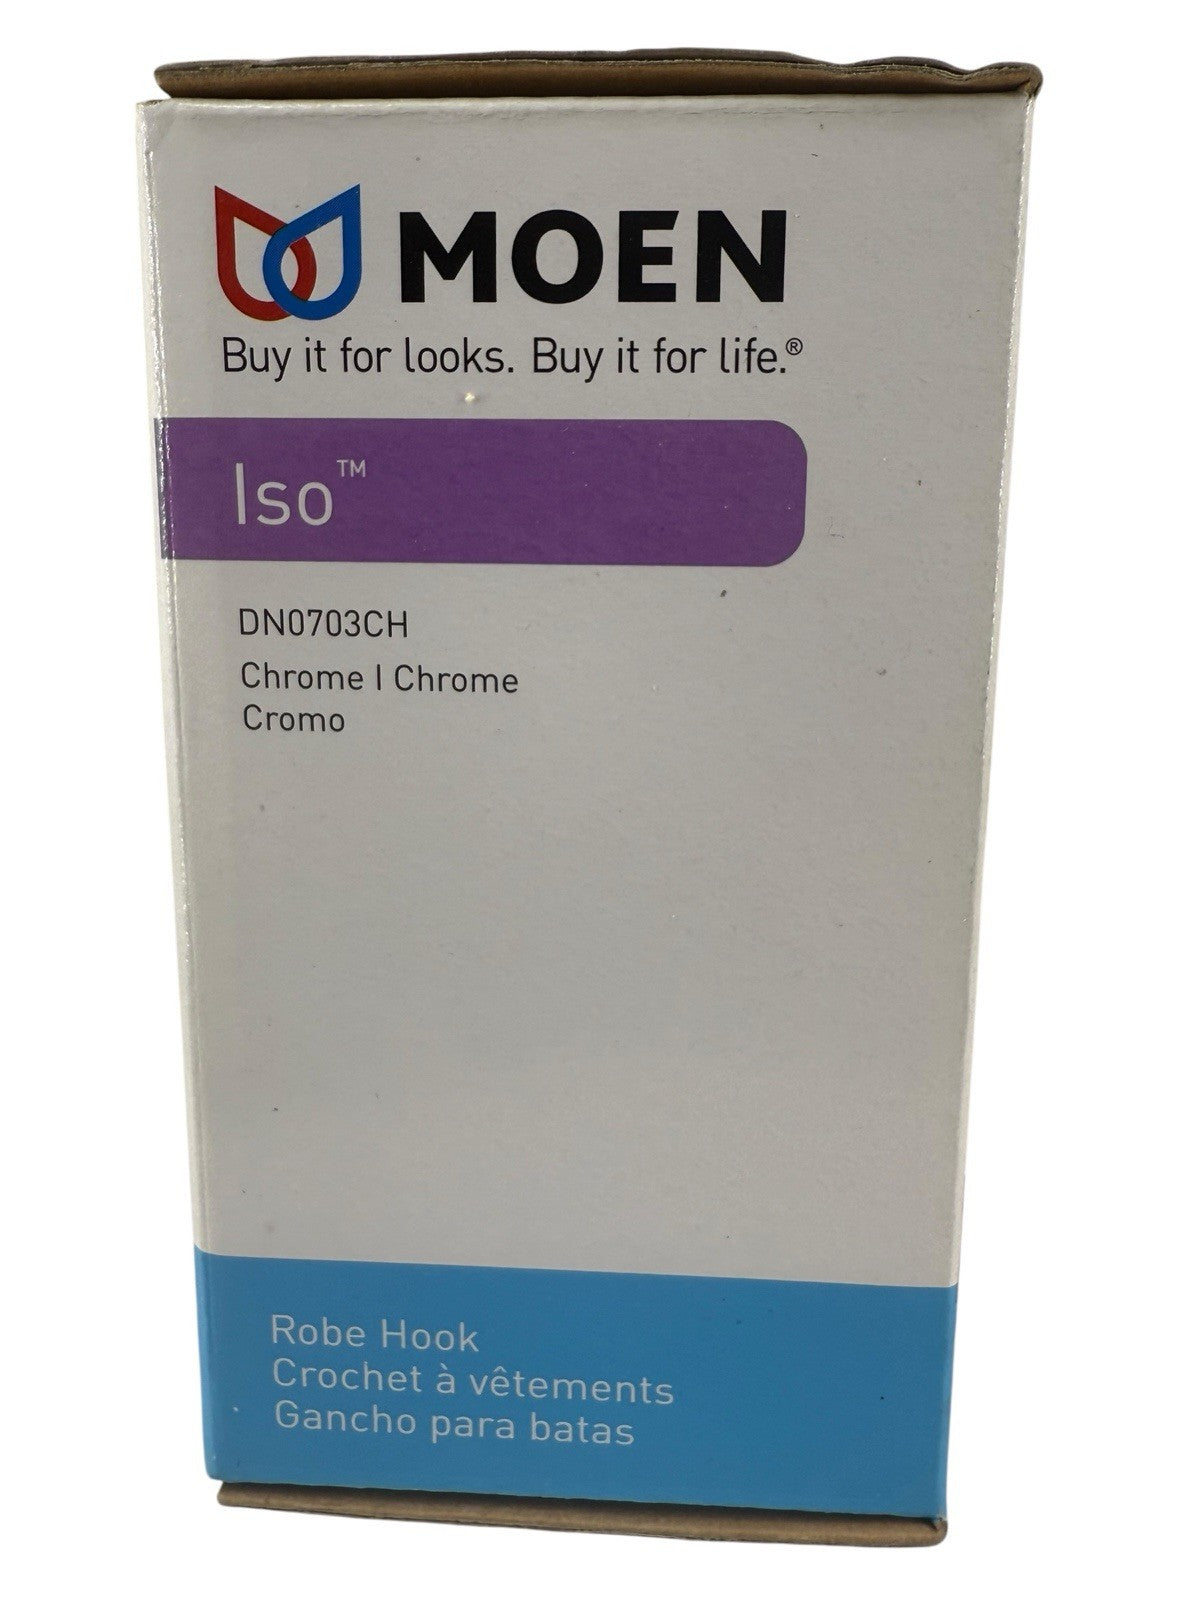 MOEN
Buy it for looks. Buy it for life.®
Iso™
DN0703CH
Chrome | Chrome
Cromo
Robe Hook
Crochet à vêtements
Gancho para batas